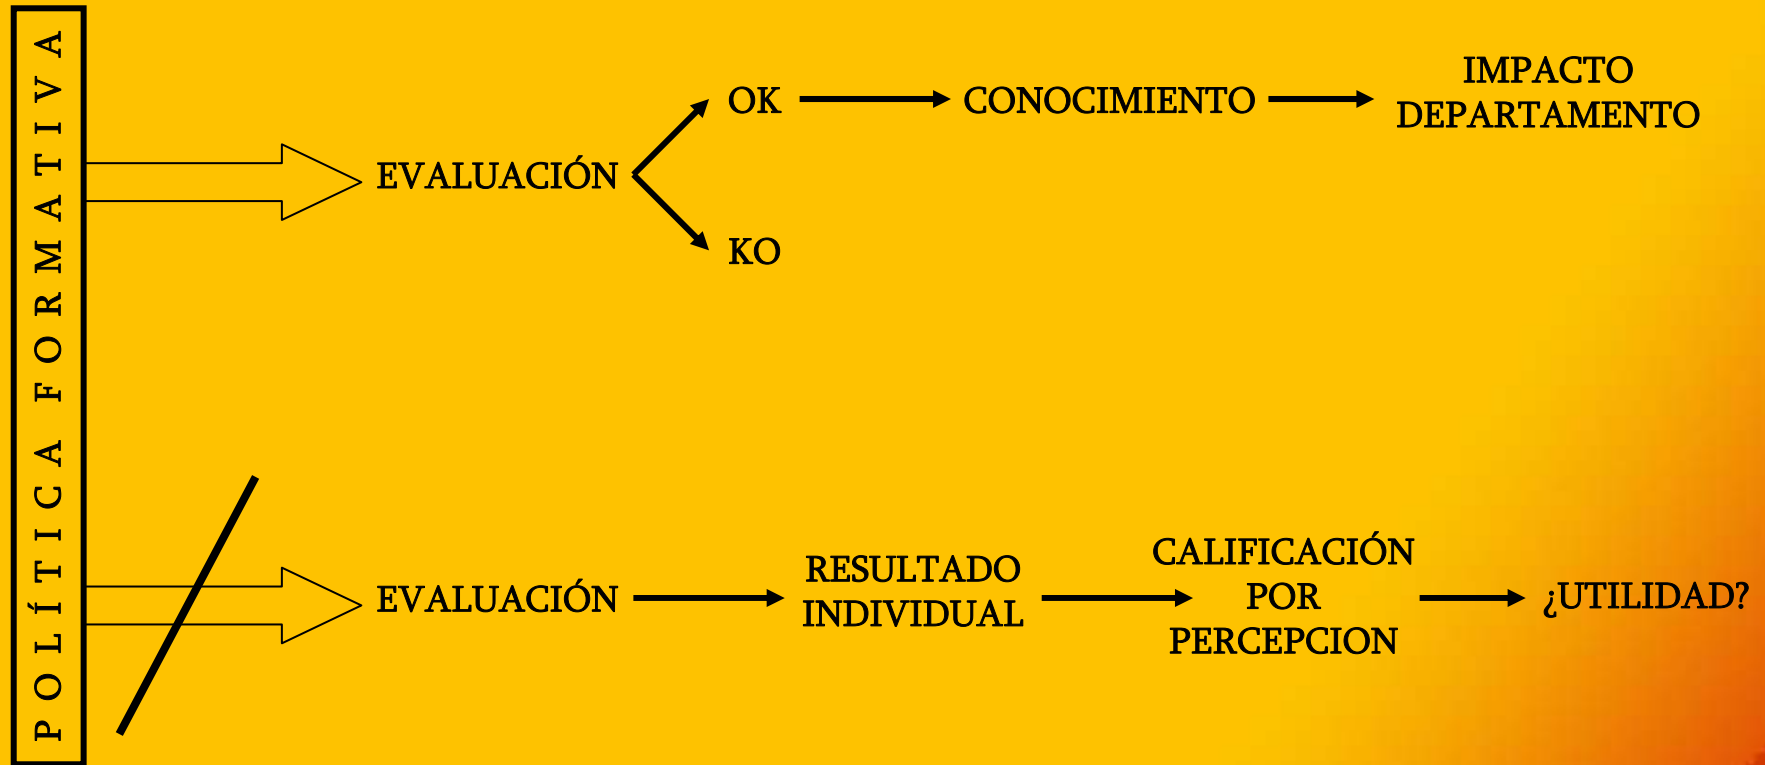 POLÍTICA FORMATIVA
EVALUACIÓN
OK
CONOCIMIENTO
IMPACTO
DEPARTAMENTO
KO
EVALUACIÓN
RESULTADO
INDIVIDUAL
CALIFICACIÓN
POR
PERCEPCION
¿UTILIDAD?